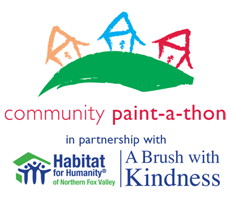 community paint-a-thon
in partnership with
Habitat
for Humanity®
of Northern Fox Valley
A Brush with
Kindness